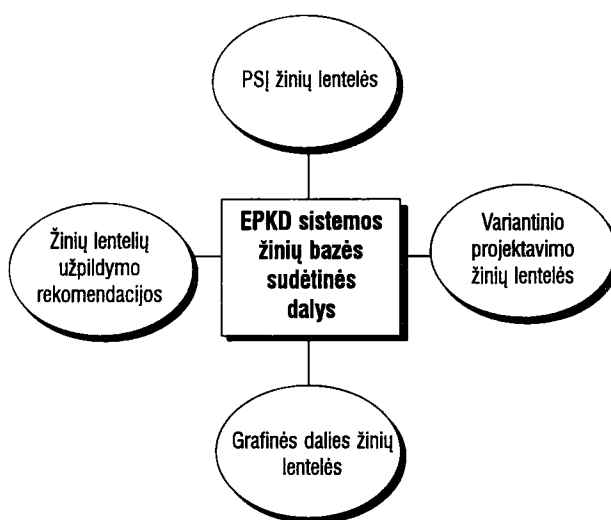 PSĮ žinių lentelės
EPKD sistemos
žinių bazės
sudėtinės
dalys
Žinių lentelių
užpildymo
rekomendacijos
Variantinio
projektavimo
žinių lentelės
Grafinės dalies žinių
lentelės